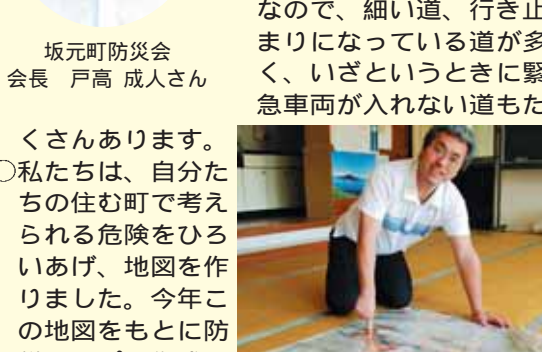 坂元町防災会
会長 戸高 成人さん
なので、細い道、行き止
まりになっている道が多
く、いざというときに緊
急車両が入れない道もた
くさんあります。
○私たちは、自分た
ちの住む町で考え
られる危険をひろ
いあげ、地図を作
りました。今年こ
の地図をもとに防